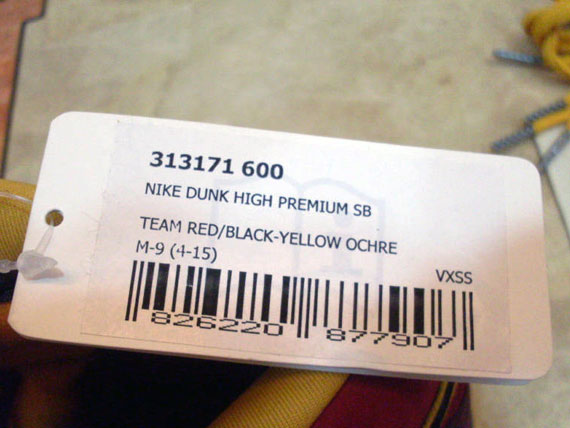 313171 600
NIKE DUNK HIGH PREMIUM SB
TEAM RED/BLACK-YELLOW OCHRE
M-9 (4-15)
VXSS
826220 877907